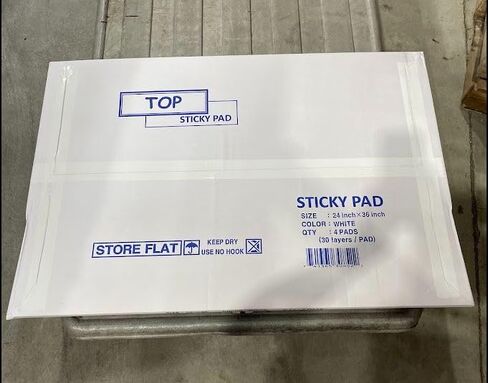 TOP
STICKY PAD
STICKY PAD
SIZE : 24 inch×36 inch
COLOR : WHITE
QTY : 4 PADS
(30 layers / PAD)
STORE FLAT
KEEP DRY
USE NO HOOK